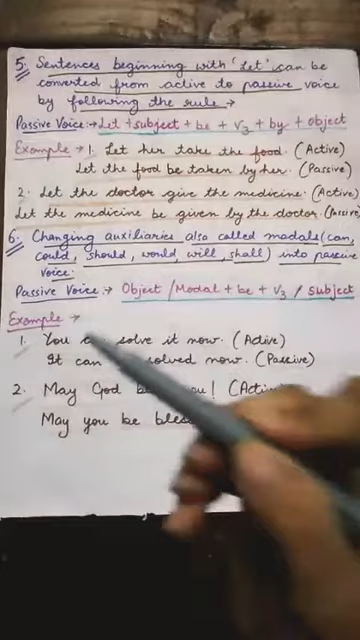 5. Sentences beginning with 'Let' can be
converted from active to passive voice
by following the rule →
Passive Voice:→ Let + subject + be + V3 + by + object
Example → 1. Let her take the food. (Active)
Let the food be taken by her. (Passive)
2. Let the doctor give the medicine. (Active)
Let the medicine be given by the doctor. (Passive)
6. Changing auxiliaries also called modals (can,
could, should, would, will, shall) into passive
voice:
Passive Voice:→ Object / Modal + be + V3 / subject
Example →
1. You solve it now. (Active)
It can solved now. (Passive)
2. May God you!
May you be